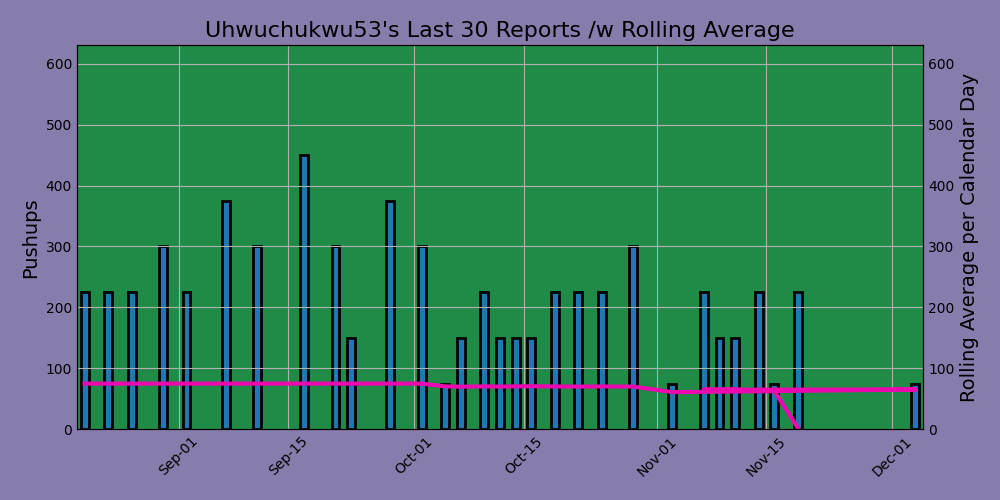 Uhwuchukwu53's Last 30 Reports /w Rolling Average
Pushups
600
500
400
300
200
100
0
600
500
400
300
200
100
0
Rolling Average per Calendar Day
Sep-01
Sep-15
Oct-01
Oct-15
Nov-01
Nov-15
Dec-01